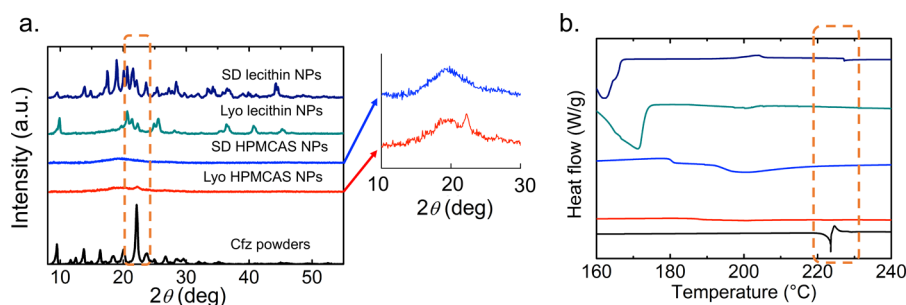 a.
Intensity (a.u.)
SD lecithin NPs
Lyo lecithin NPs
SD HPMCAS NPs
Lyo HPMCAS NPs
Cfz powders
10 20 30 40 50
2θ (deg)
10 20 30
2θ (deg)
b.
Heat flow (W/g)
160 180 200 220 240
Temperature (°C)